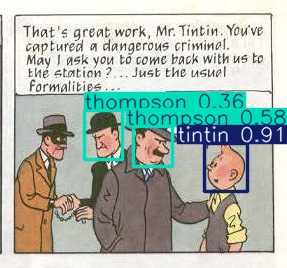 That's great work, Mr. Tintin. You've
captured a dangerous criminal.
May I ask you to come back with us to
the station?... Just the usual
formalities...
thompson 0.36
thompson 0.58
tintin 0.91